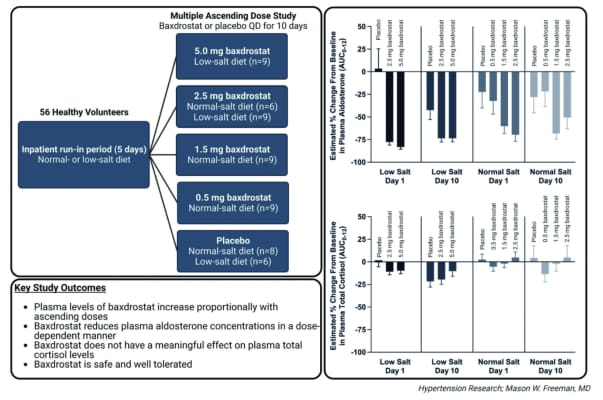 Multiple Ascending Dose Study
Baxdrostat or placebo QD for 10 days
5.0 mg baxdrostat
Low-salt diet (n=9)
2.5 mg baxdrostat
Normal-salt diet (n=6)
Low-salt diet (n=9)
56 Healthy Volunteers
Inpatient run-in period (5 days)
Normal- or low-salt diet
1.5 mg baxdrostat
Normal-salt diet (n=9)
0.5 mg baxdrostat
Normal-salt diet (n=9)
Placebo
Normal-salt diet (n=8)
Low-salt diet (n=6)
Key Study Outcomes
• Plasma levels of baxdrostat increase proportionally with
ascending doses
• Baxdrostat reduces plasma aldosterone concentrations in a dose-
dependent manner
• Baxdrostat does not have a meaningful effect on plasma total
cortisol levels
• Baxdrostat is safe and well tolerated
Estimated % Change From Baseline
in Plasma Aldosterone (AUC0-12)
100
75
50
25
0
-25
-50
-75
-100
Placebo
2.5 mg baxdrostat
5.0 mg baxdrostat
Placebo
2.5 mg baxdrostat
5.0 mg baxdrostat
Placebo
0.5 mg baxdrostat
1.5 mg baxdrostat
2.5 mg baxdrostat
Placebo
0.5 mg baxdrostat
1.5 mg baxdrostat
2.5 mg baxdrostat
Low Salt
Day 1
Low Salt
Day 10
Normal Salt
Day 1
Normal Salt
Day 10
Estimated % Change From Baseline
in Plasma Total Cortisol (AUC0-12)
100
75
50
25
0
-25
-50
-75
-100
Placebo
2.5 mg baxdrostat
5.0 mg baxdrostat
Placebo
2.5 mg baxdrostat
5.0 mg baxdrostat
Placebo
0.5 mg baxdrostat
1.5 mg baxdrostat
2.5 mg baxdrostat
Placebo
0.5 mg baxdrostat
1.5 mg baxdrostat
2.5 mg baxdrostat
Low Salt
Day 1
Low Salt
Day 10
Normal Salt
Day 1
Normal Salt
Day 10
Hypertension Research; Mason W. Freeman, MD